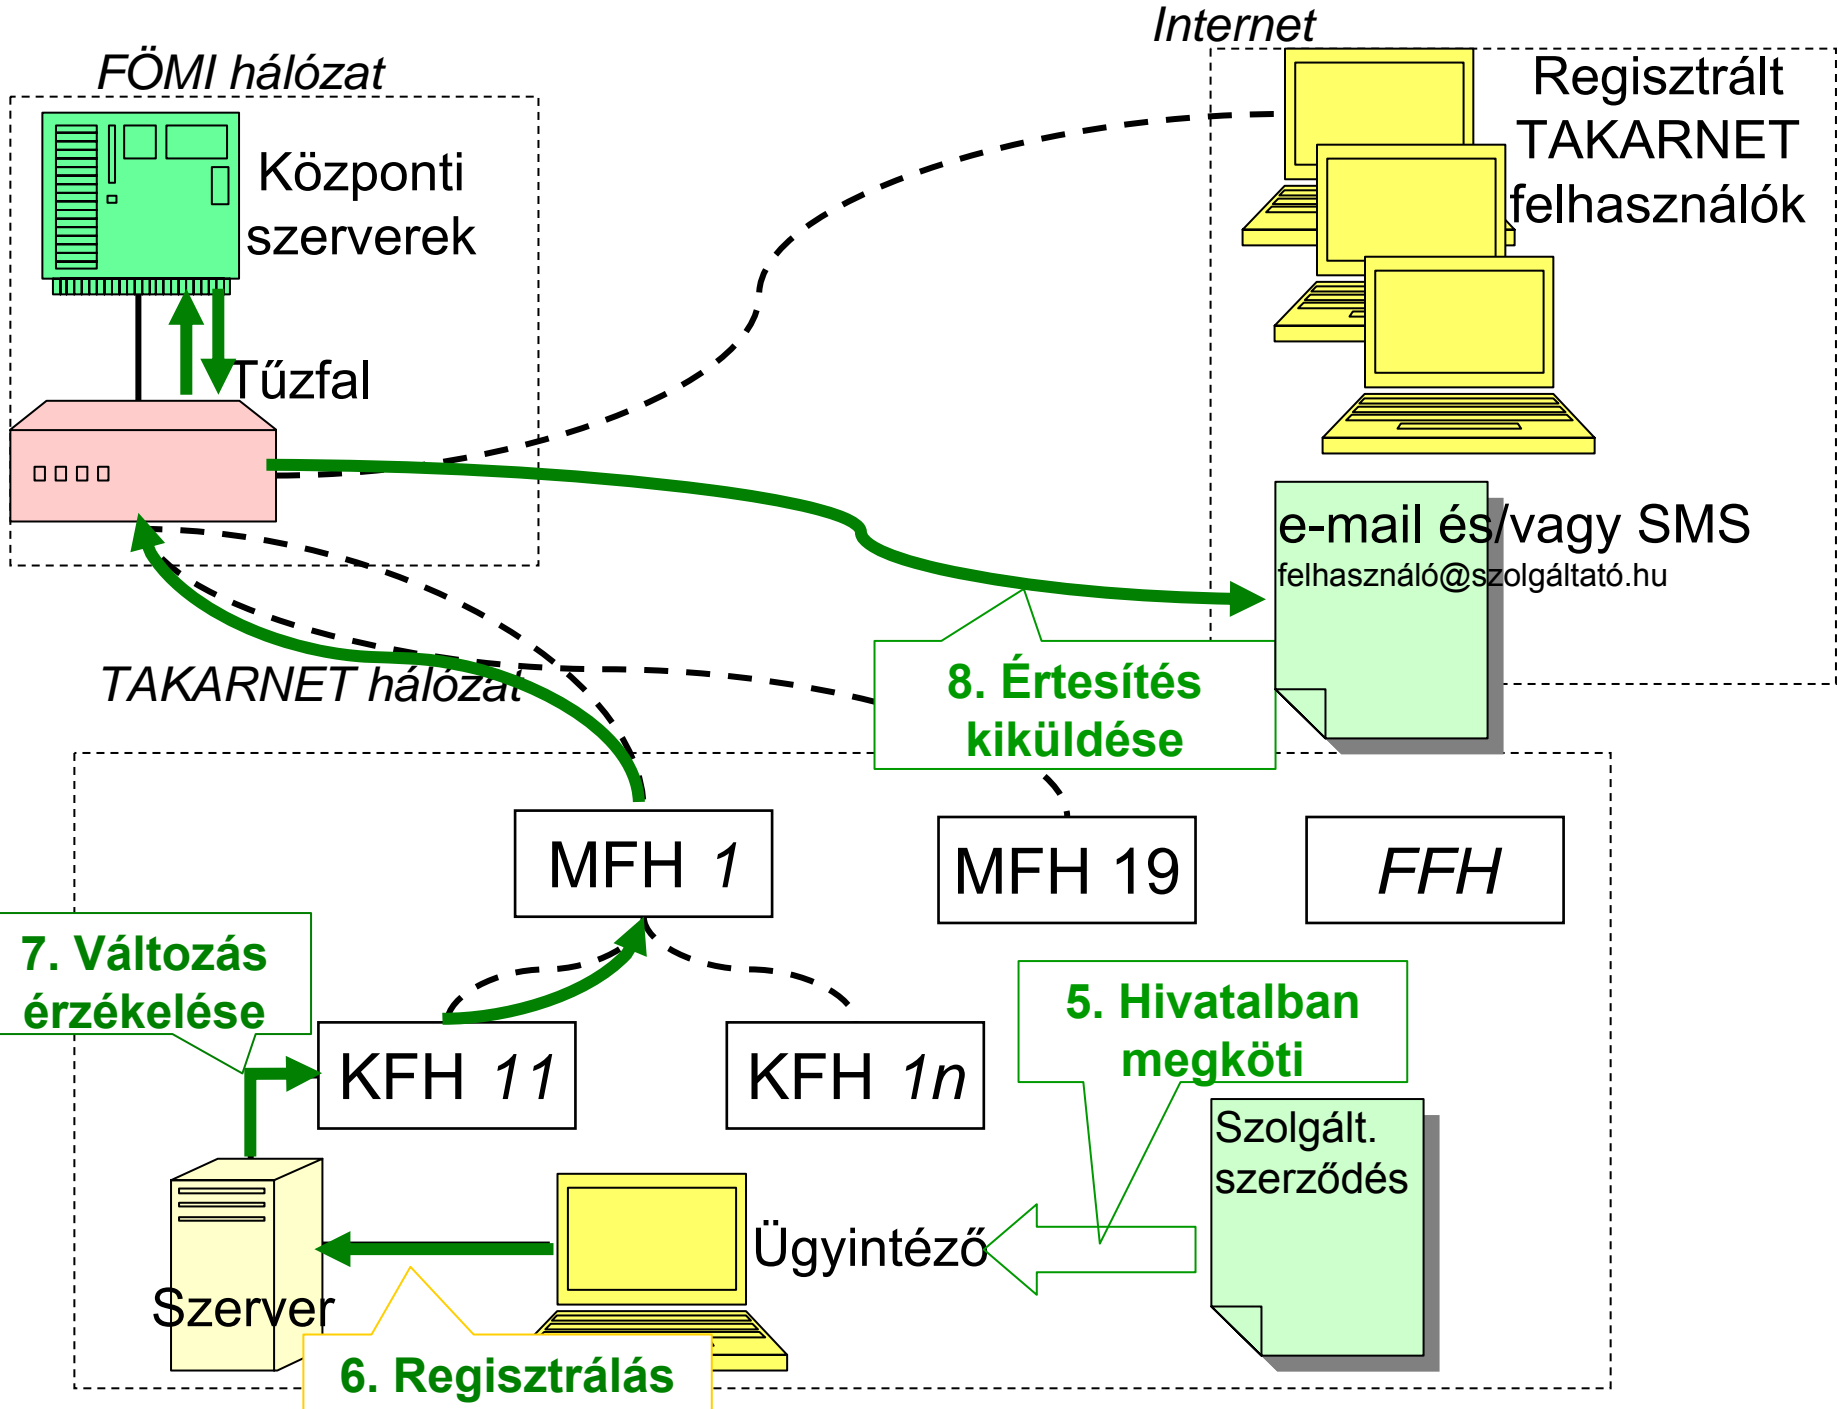 Internet
FÖMI hálózat
Regisztrált
TAKARNET
felhasználók
Központi
szerverek
Tűzfal
e-mail és/vagy SMS
felhasználó@szolgáltató.hu
TAKARNET hálózat
8. Értesítés
kiküldése
MFH 1
MFH 19
FFH
7. Változás
érzékelése
5. Hivatalban
megköti
KFH 11
KFH 1n
Szolgált.
szerződés
Ügyintéző
Szerver
6. Regisztrálás